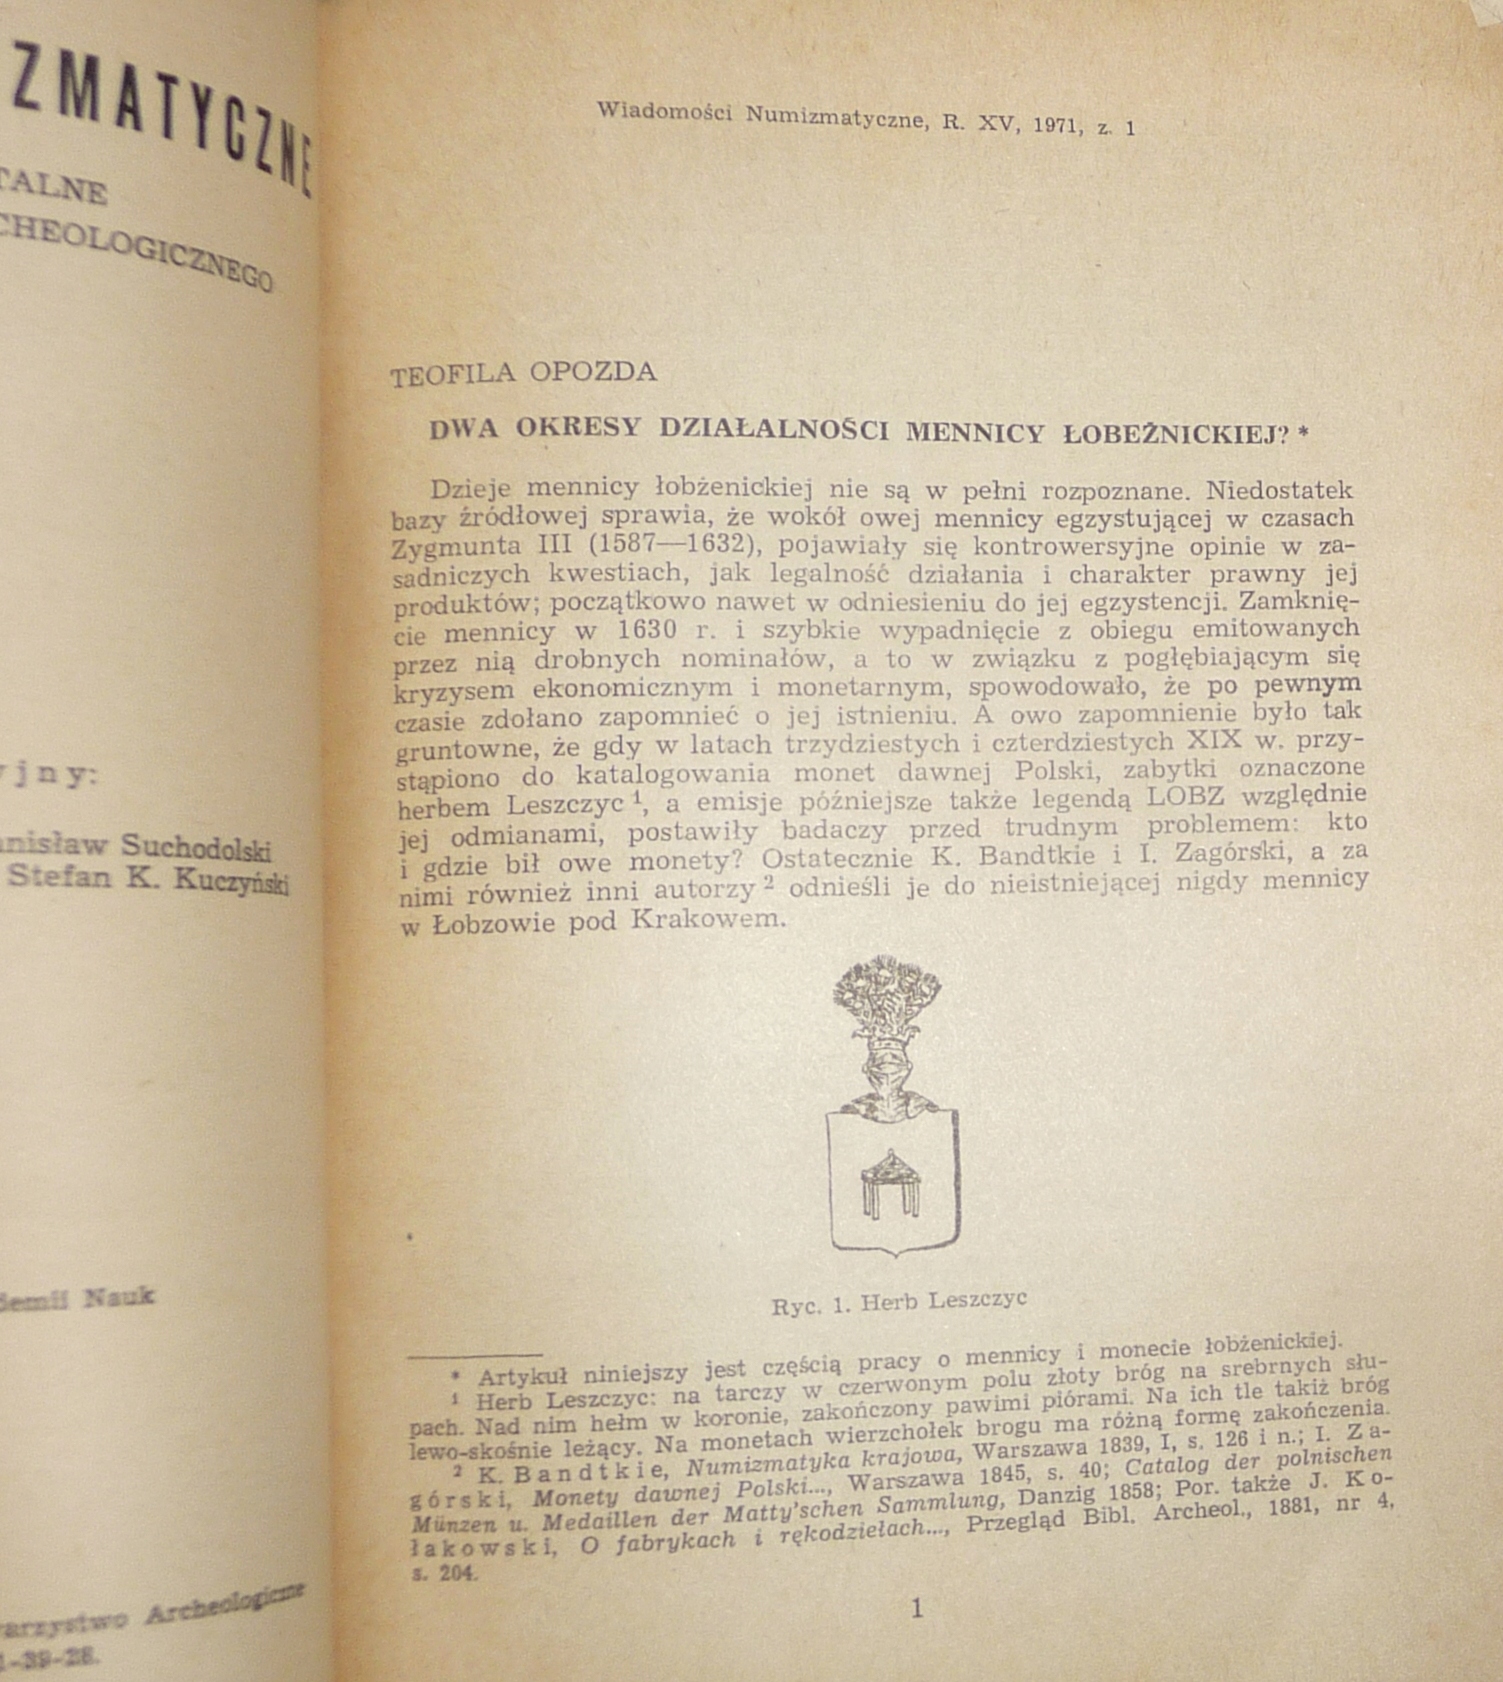 ZMATYCZNE
TALNE
CHEOLOGICZNEGO
yjny:
anisław Suchodolski
Stefan K. Kuczyński
demii Nauk
arzystwo Archeologiczne
1-39-28.
Wiadomości Numizmatyczne, R. XV, 1971, z. 1
TEOFILA OPOZDA
DWA OKRESY DZIAŁALNOŚCI MENNICY ŁOBEŻNICKIEJ? *
Dzieje mennicy łobżenickiej nie są w pełni rozpoznane. Niedostatek
bazy źródłowej sprawia, że wokół owej mennicy egzystującej w czasach
Zygmunta III (1587—1632), pojawiały się kontrowersyjne opinie w za-
sadniczych kwestiach, jak legalność działania i charakter prawny jej
produktów; początkowo nawet w odniesieniu do jej egzystencji. Zamknię-
cie mennicy w 1630 r. i szybkie wypadnięcie z obiegu emitowanych
przez nią drobnych nominałów, a to w związku z pogłębiającym się
kryzysem ekonomicznym i monetarnym, spowodowało, że po pewnym
czasie zdołano zapomnieć o jej istnieniu. A owo zapomnienie było tak
gruntowne, że gdy w latach trzydziestych i czterdziestych XIX w. przy-
stąpiono do katalogowania monet dawnej Polski, zabytki oznaczone
herbem Leszczyc ¹, a emisje późniejsze także legendą LOBZ względnie
jej odmianami, postawiły badaczy przed trudnym problemem: kto
i gdzie bił owe monety? Ostatecznie K. Bandtkie i I. Zagórski, a za
nimi również inni autorzy ² odnieśli je do nieistniejącej nigdy mennicy
w Łobzowie pod Krakowem.
Ryc. 1. Herb Leszczyc
* Artykuł niniejszy jest częścią pracy o mennicy i monecie łobżenickiej.
¹ Herb Leszczyc: na tarczy w czerwonym polu złoty bróg na srebrnych słu-
pach. Nad nim hełm w koronie, zakończony pawimi piórami. Na ich tle takiż bróg
lewo-skośnie leżący. Na monetach wierzchołek brogu ma różną formę zakończenia.
² K. Bandtkie, Numizmatyka krajowa, Warszawa 1839, I, s. 126 i n.; I. Za-
górski, Monety dawnej Polski..., Warszawa 1845, s. 40; Catalog der polnischen
Münzen u. Medaillen der Matty'schen Sammlung, Danzig 1858; Por. także J. Ko-
łakowski, O fabrykach i rękodziełach..., Przegląd Bibl. Archeol., 1881, nr 4,
s. 204.
1